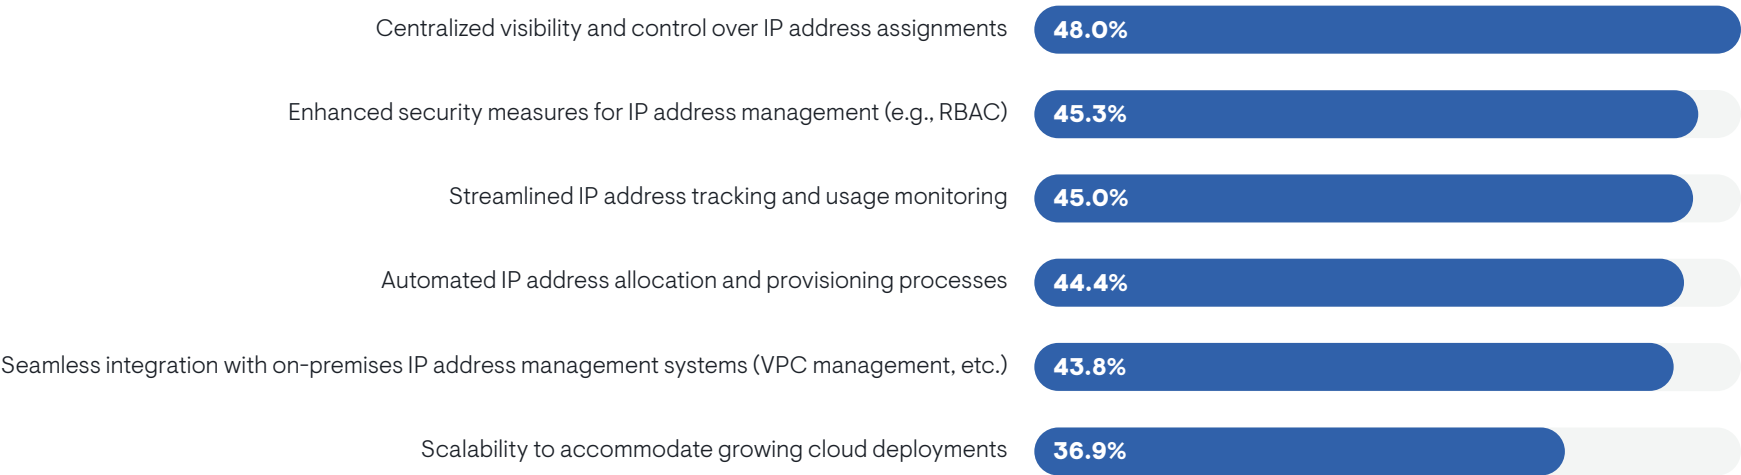 Centralized visibility and control over IP address assignments 48.0%
Enhanced security measures for IP address management (e.g., RBAC) 45.3%
Streamlined IP address tracking and usage monitoring 45.0%
Automated IP address allocation and provisioning processes 44.4%
Seamless integration with on-premises IP address management systems (VPC management, etc.) 43.8%
Scalability to accommodate growing cloud deployments 36.9%